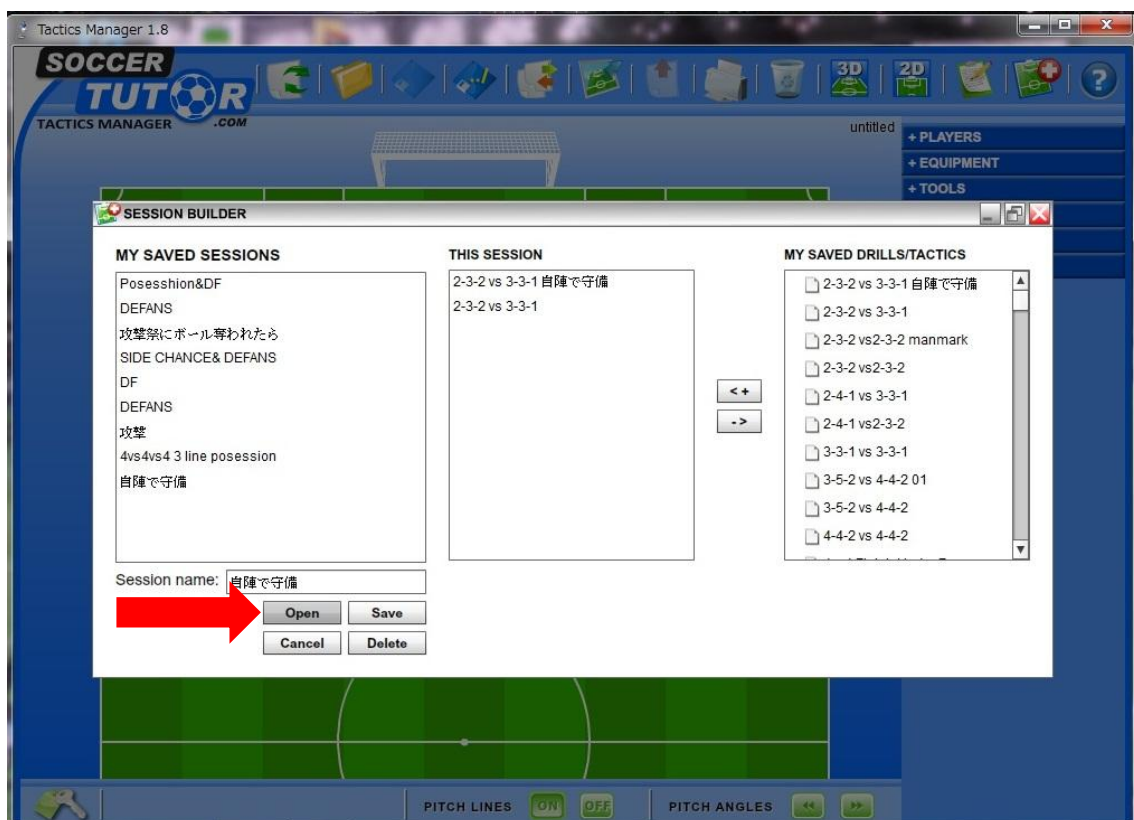 Tactics Manager 1.8
SOCCER
TUTOR
.COM
TACTICS MANAGER
3D
2D
?
untitled
+ PLAYERS
+ EQUIPMENT
+ TOOLS
SESSION BUILDER
MY SAVED SESSIONS
Posesshion&DF
DEFANS
攻撃祭にボール奪われたら
SIDE CHANCE& DEFANS
DF
DEFANS
攻撃
4vs4vs4 3 line posession
自陣で守備
Session name: 自陣で守備
Open Save
Cancel Delete
THIS SESSION
2-3-2 vs 3-3-1 自陣で守備
2-3-2 vs 3-3-1
< +
- >
MY SAVED DRILLS/TACTICS
2-3-2 vs 3-3-1 自陣で守備
2-3-2 vs 3-3-1
2-3-2 vs2-3-2 manmark
2-3-2 vs2-3-2
2-4-1 vs 3-3-1
2-4-1 vs2-3-2
3-3-1 vs 3-3-1
3-5-2 vs 4-4-2 01
3-5-2 vs 4-4-2
4-4-2 vs 4-4-2
PITCH LINES ON OFF PITCH ANGLES